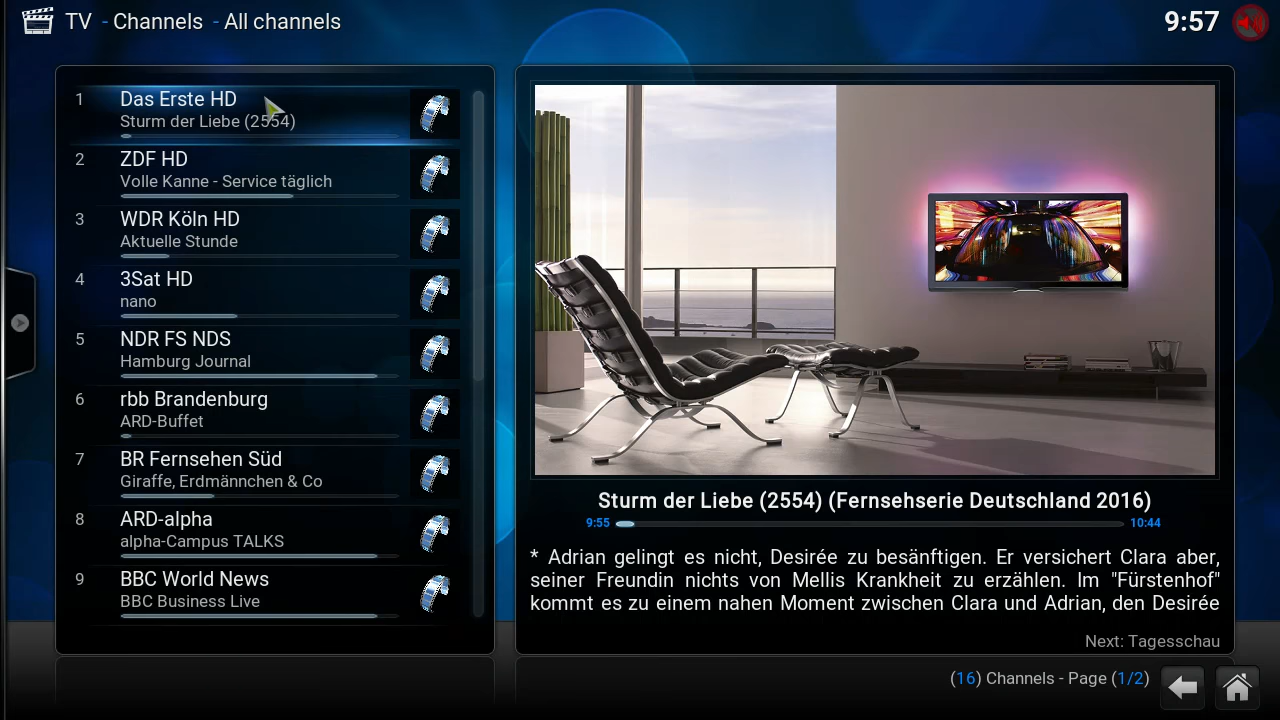 TV - Channels - All channels
9:57
1 Das Erste HD
Sturm der Liebe (2554)
2 ZDF HD
Volle Kanne - Service täglich
3 WDR Köln HD
Aktuelle Stunde
4 3Sat HD
nano
5 NDR FS NDS
Hamburg Journal
6 rbb Brandenburg
ARD-Buffet
7 BR Fernsehen Süd
Giraffe, Erdmännchen & Co
8 ARD-alpha
alpha-Campus TALKS
9 BBC World News
BBC Business Live
Sturm der Liebe (2554) (Fernsehserie Deutschland 2016)
9:55 10:44
* Adrian gelingt es nicht, Desirée zu besänftigen. Er versichert Clara aber,
seiner Freundin nichts von Mellis Krankheit zu erzählen. Im "Fürstenhof"
kommt es zu einem nahen Moment zwischen Clara und Adrian, den Desirée
Next: Tagesschau
(16) Channels - Page (1/2)